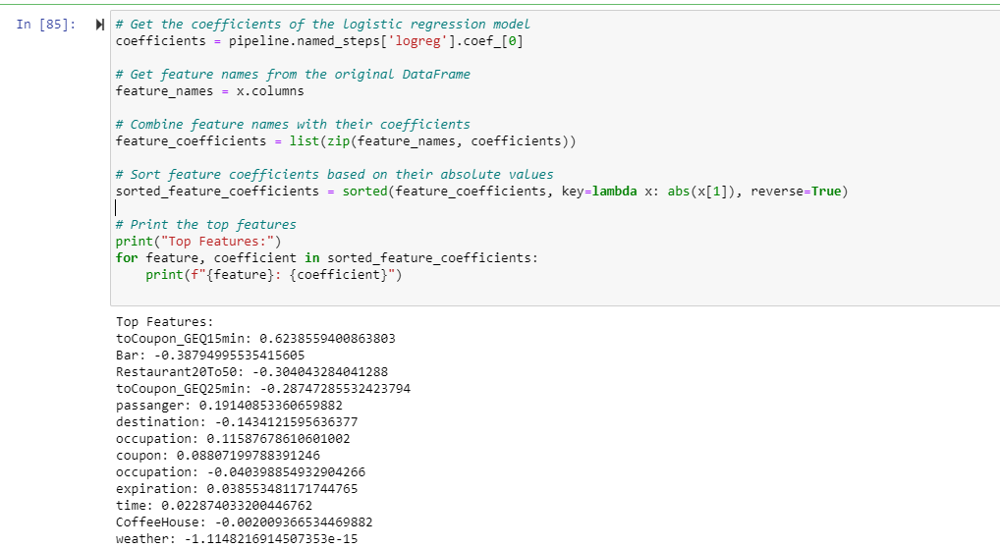 In [85]:
# Get the coefficients of the logistic regression model
coefficients = pipeline.named_steps['logreg'].coef_[0]
# Get feature names from the original DataFrame
feature_names = x.columns
# Combine feature names with their coefficients
feature_coefficients = list(zip(feature_names, coefficients))
# Sort feature coefficients based on their absolute values
sorted_feature_coefficients = sorted(feature_coefficients, key=lambda x: abs(x[1]), reverse=True)
# Print the top features
print("Top Features:")
for feature, coefficient in sorted_feature_coefficients:
    print(f"{feature}: {coefficient}")
Top Features:
toCoupon_GEQ15min: 0.6238559400863803
Bar: -0.38794995535415605
Restaurant20To50: -0.304043284041288
toCoupon_GEQ25min: -0.28747285532423794
passanger: 0.19140853360659882
destination: -0.1434121595636377
occupation: 0.11587678610601002
coupon: 0.08807199788391246
occupation: -0.040398854932904266
expiration: 0.038553481171744765
time: 0.022874033200446762
CoffeeHouse: -0.002009366534469882
weather: -1.1148216914507353e-15